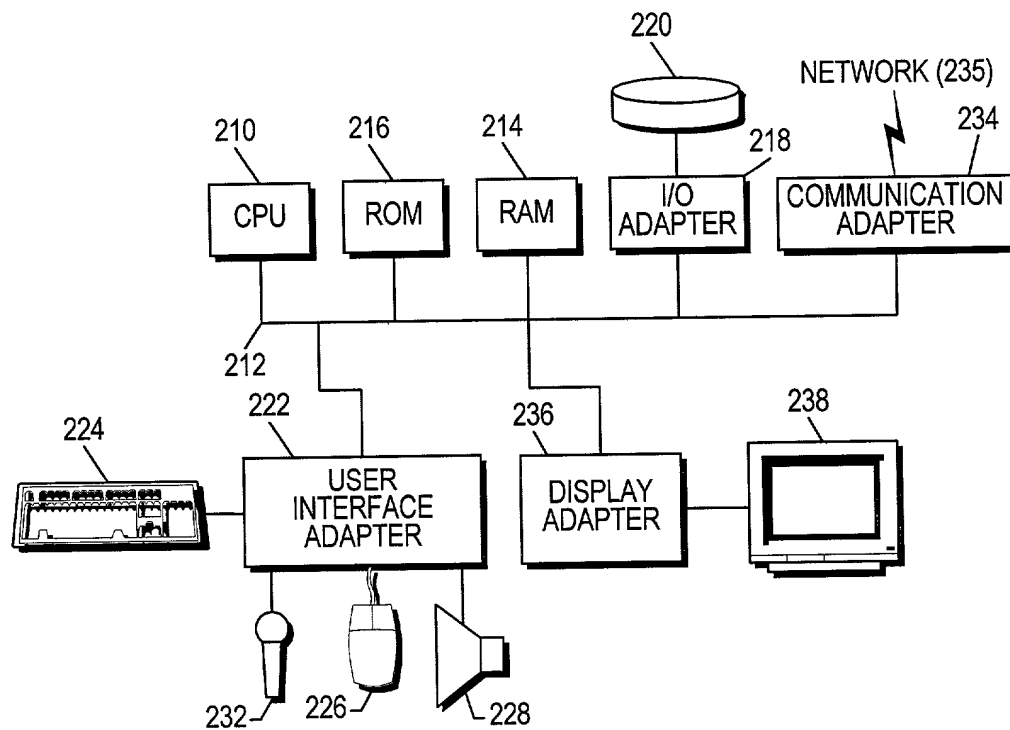 220
NETWORK (235)
210
216
214
218
234
CPU
ROM
RAM
I/O
ADAPTER
COMMUNICATION
ADAPTER
212
222
236
238
224
USER
INTERFACE
ADAPTER
DISPLAY
ADAPTER
232
226
228